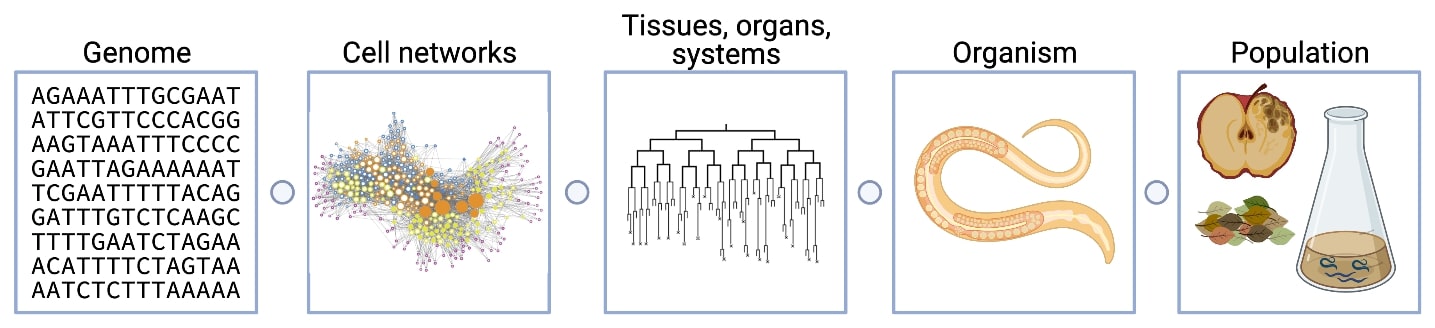 Genome
AGAAATTTGCGAAT
ATTCGTTCCCACGG
AAGTAAATTTCCCC
GAATTAGAAAAAAT
TCGAATTTTTACAG
GATTTGTCTCAAGC
TTTTGAATCTAGAA
ACATTTTCTAGTAA
AATCTCTTTAAAAA
Cell networks
Tissues, organs,
systems
Organism
Population